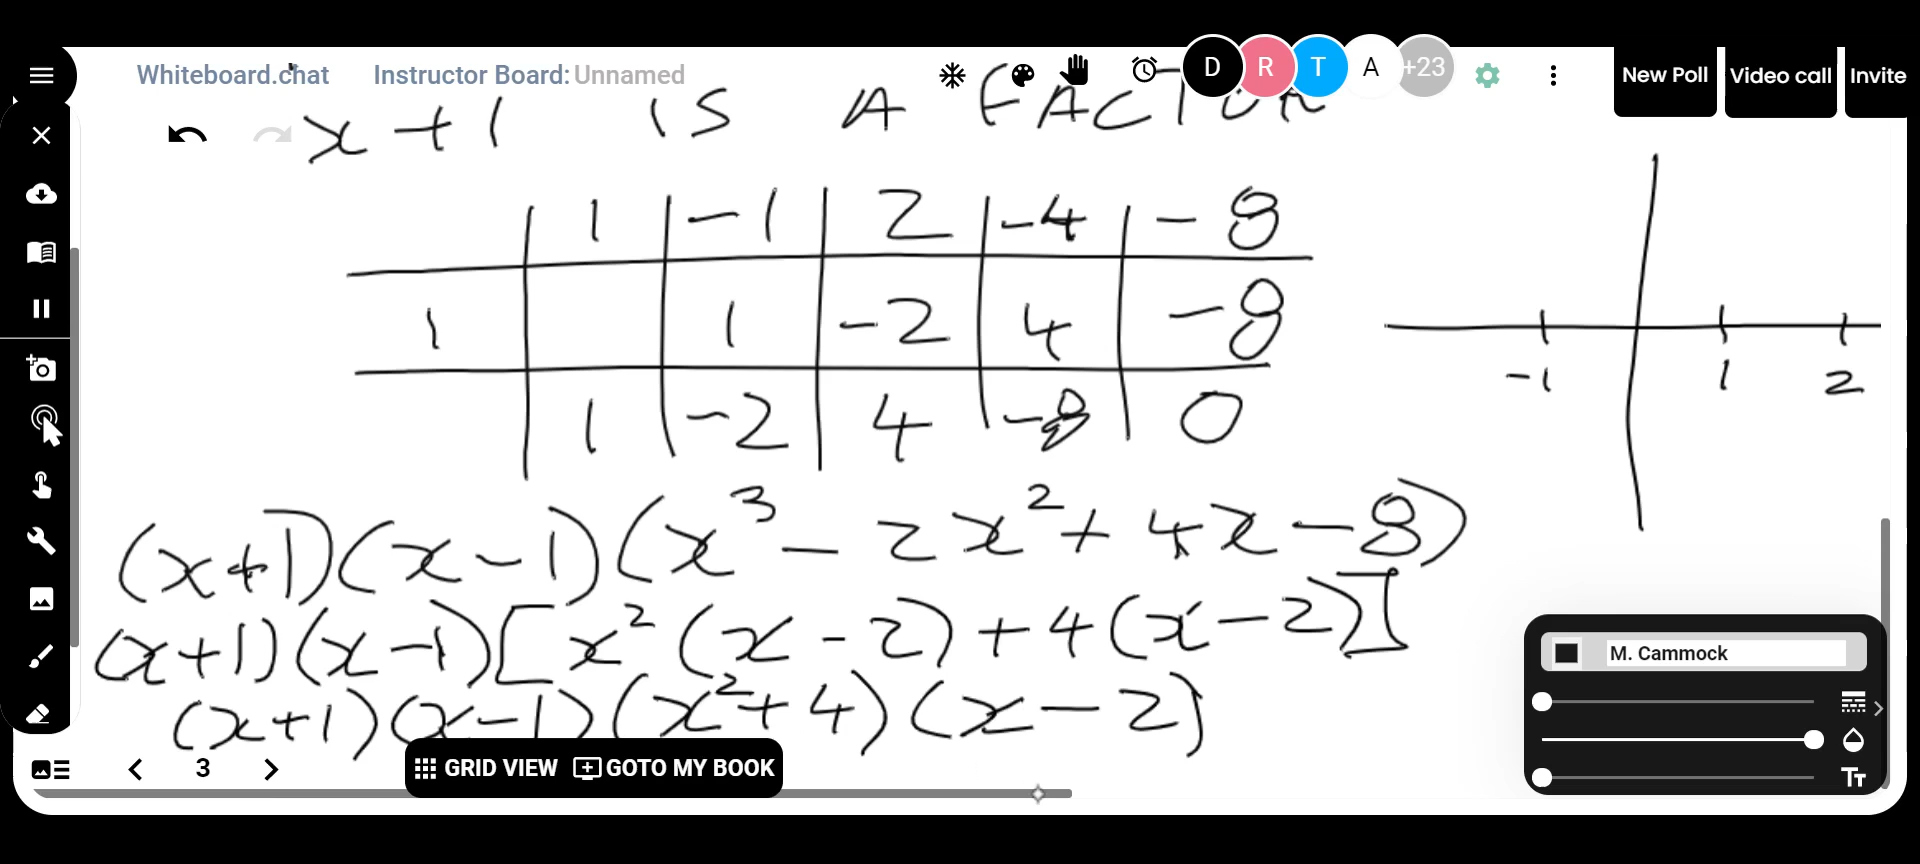 Whiteboard.chat Instructor Board: Unnamed D R T A +23 New Poll Video call Invite
x + 1 IS A FACTOR
1 -1 2 -4 -8
1 1 -2 4 -8
1 -2 4 -8 0
-1 1 2
(x+1)(x-1)(x³ - 2x² + 4x - 8)
(x+1)(x-1)[x²(x-2) + 4(x-2)]
(x+1)(x-1)(x²+4)(x-2)
M. Cammock
Tт
3 GRID VIEW GOTO MY BOOK